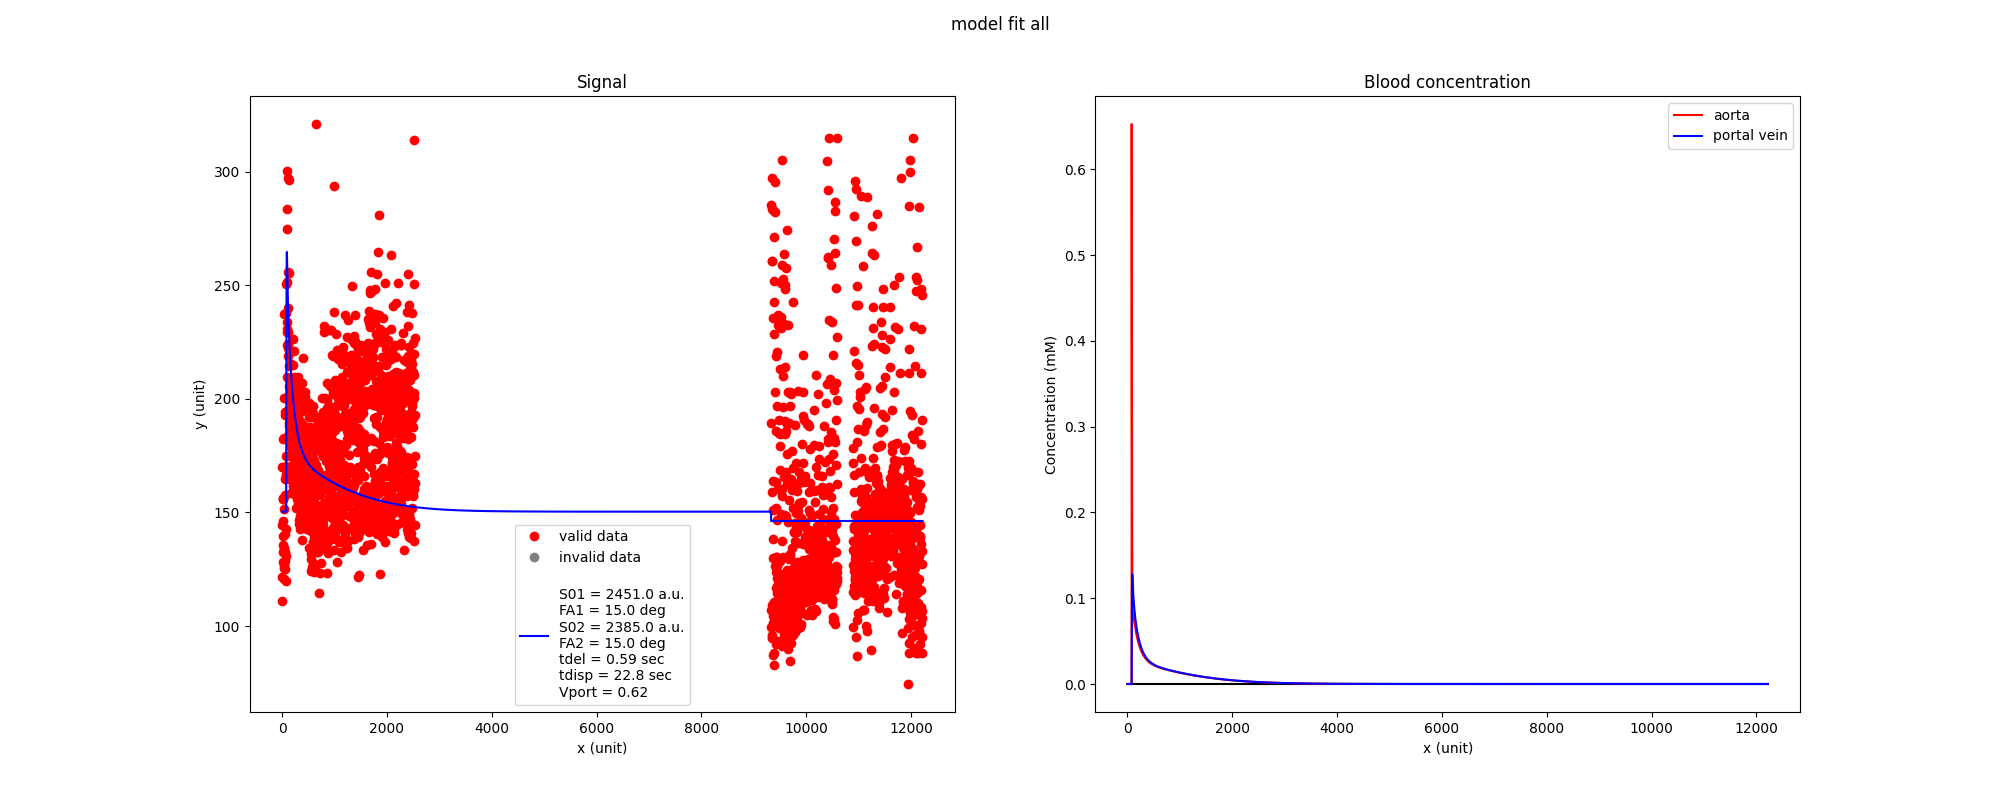 model fit all
Signal
y (unit)
300
250
200
150
100
0
2000
4000
6000
8000
10000
12000
x (unit)
valid data
invalid data
S01 = 2451.0 a.u.
FA1 = 15.0 deg
S02 = 2385.0 a.u.
FA2 = 15.0 deg
tdel = 0.59 sec
tdisp = 22.8 sec
Vport = 0.62
Blood concentration
Concentration (mM)
0.6
0.5
0.4
0.3
0.2
0.1
0.0
0
2000
4000
6000
8000
10000
12000
x (unit)
aorta
portal vein